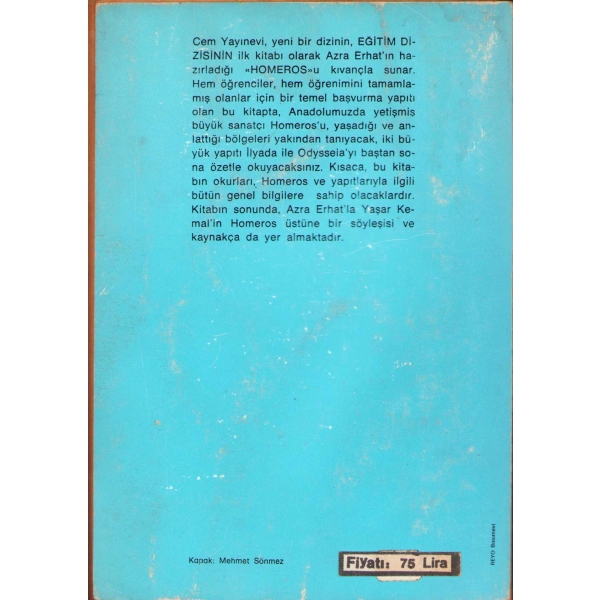 Cem Yayınevi, yeni bir dizinin, EĞİTİM Dİ-
ZİSİNİN ilk kitabı olarak Azra Erhat'ın ha-
zırladığı «HOMEROS»u kıvançla sunar.
Hem öğrenciler, hem öğrenimini tamamla-
mış olanlar için bir temel başvurma yapıtı
olan bu kitapta, Anadolumuzda yetişmiş
büyük sanatçı Homeros'u, yaşadığı ve an-
lattığı bölgeleri yakından tanıyacak, iki bü-
yük yapıtı İlyada ile Odysseia'yı baştan so-
na özetle okuyacaksınız. Kısaca, bu kita-
bın okurları, Homeros ve yapıtlarıyla ilgili
bütün genel bilgilere sahip olacaklardır.
Kitabın sonunda, Azra Erhat'la Yaşar Ke-
mal'in Homeros üstüne bir söyleşisi ve
kaynakça da yer almaktadır.
Kapak: Mehmet Sönmez
Fiyatı: 75 Lira
REYO Basımevi